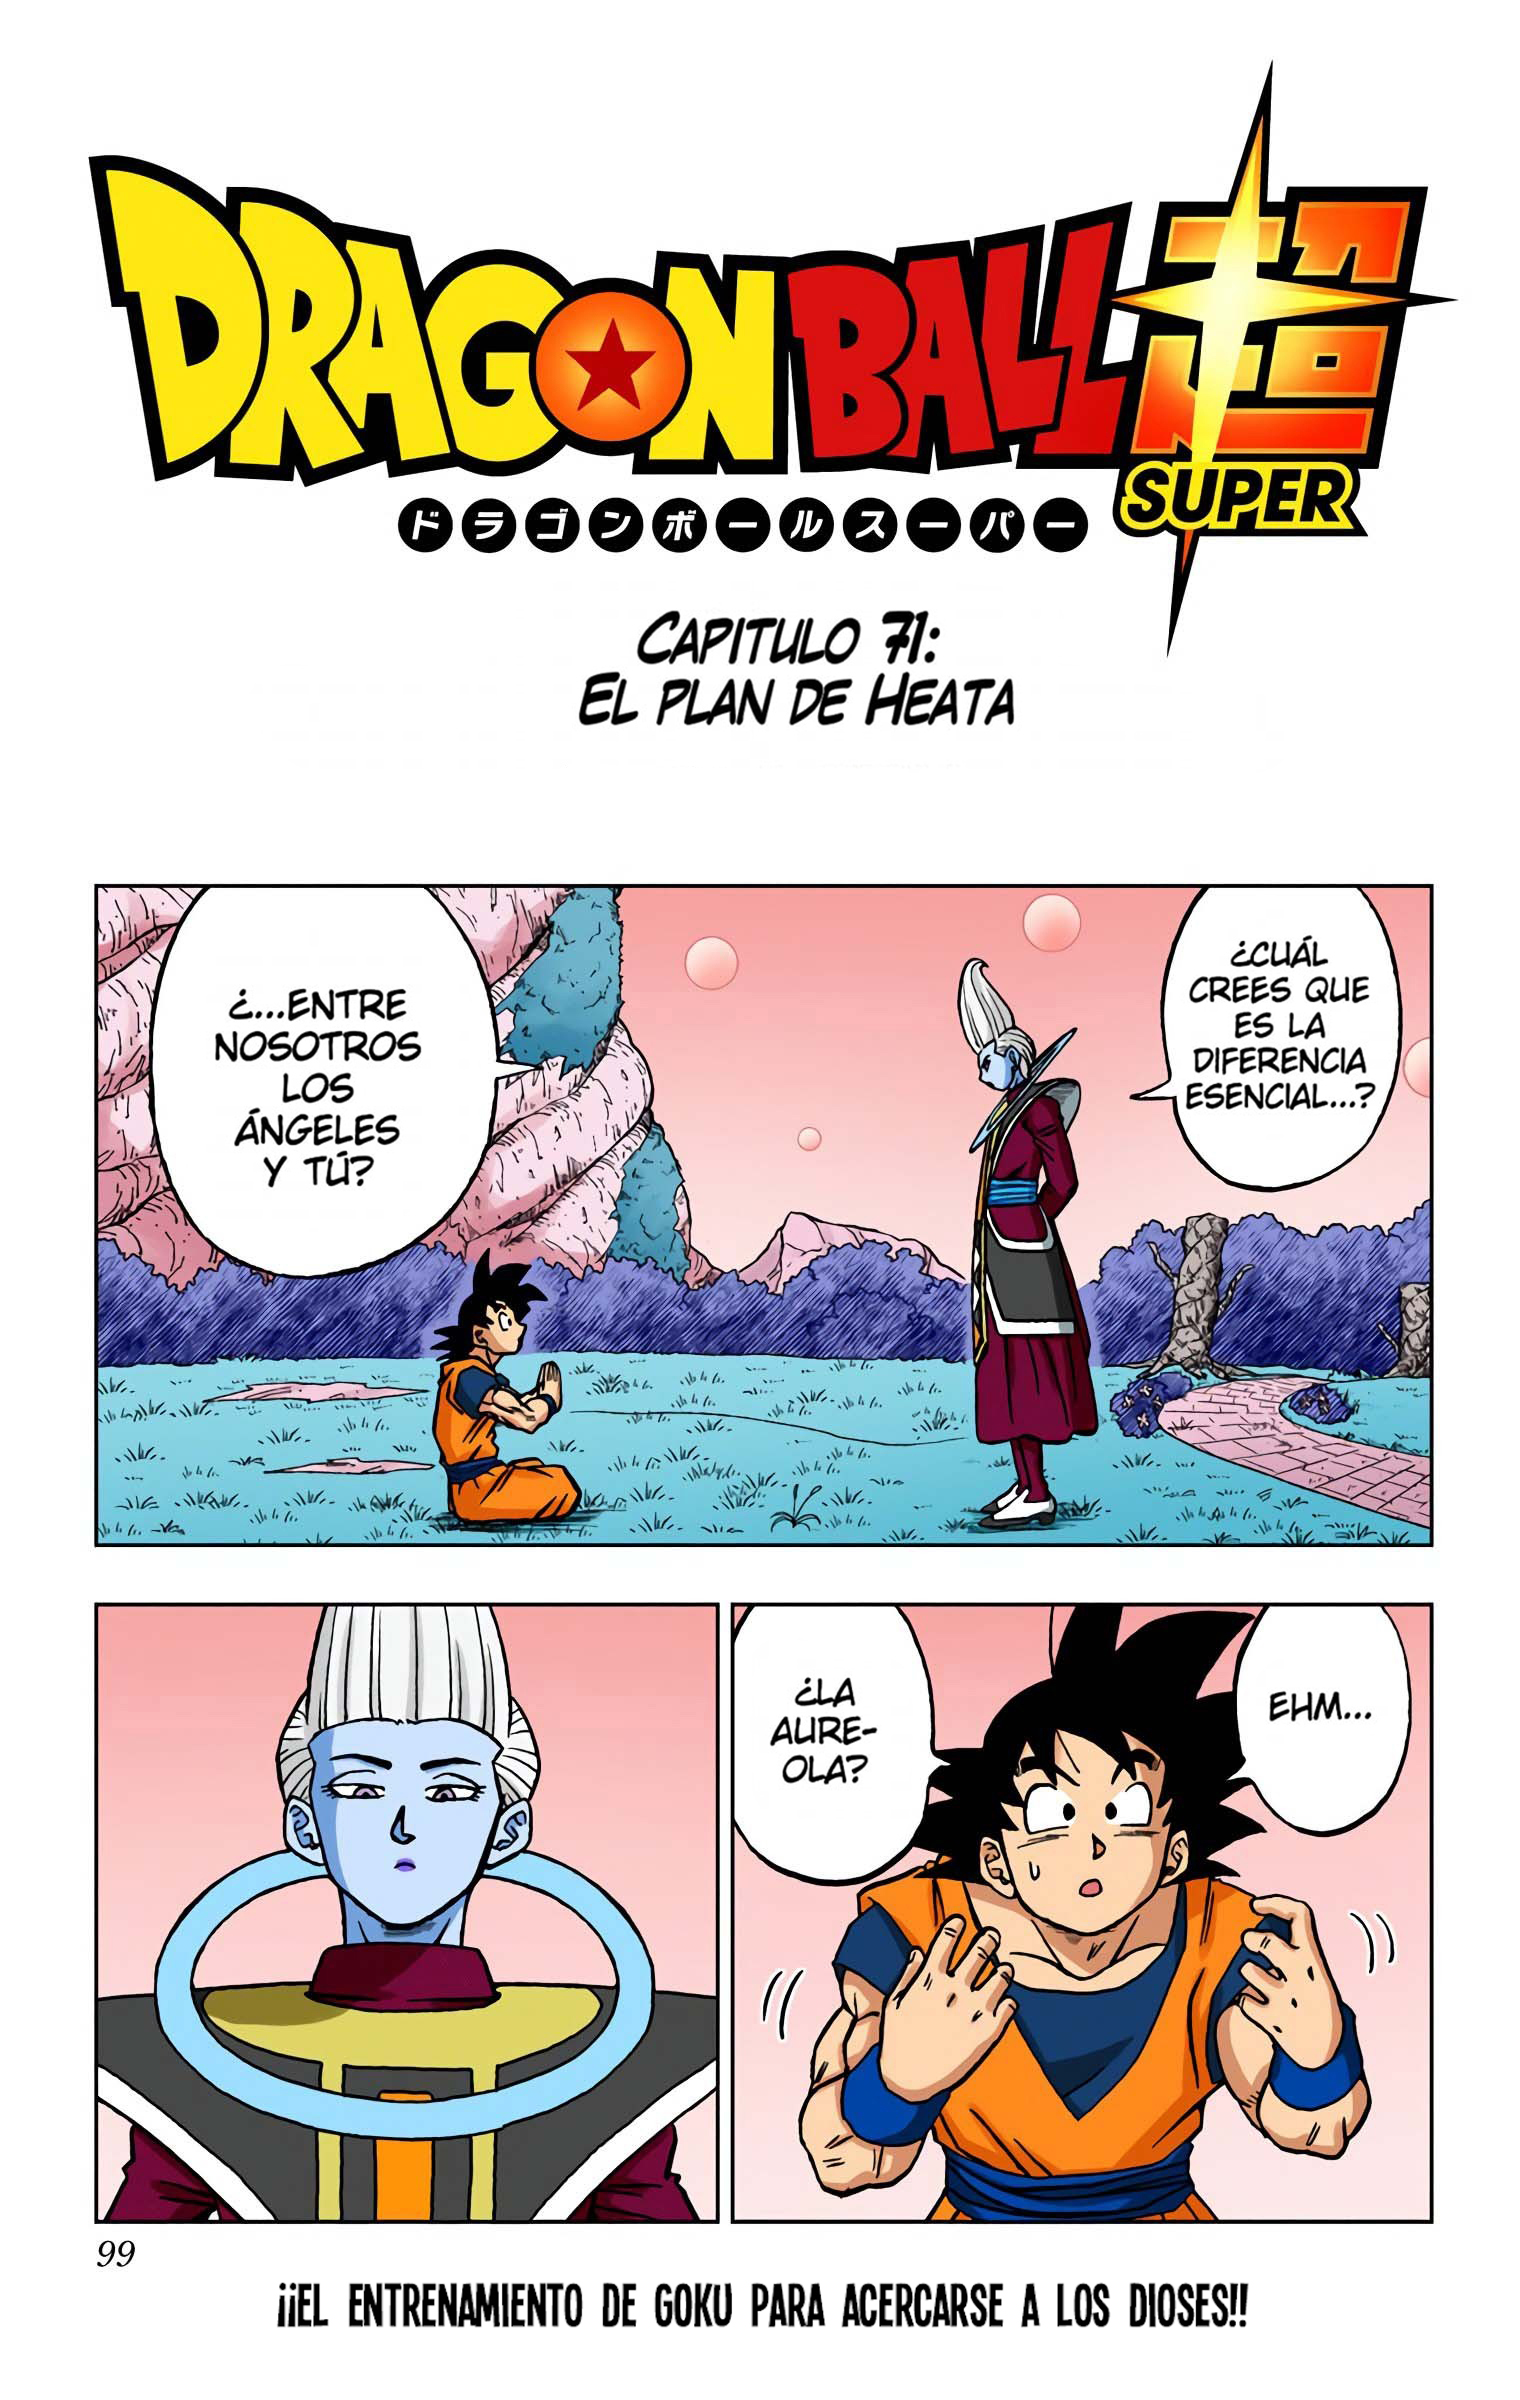 DRAGON BALL 超
SUPER
ドラゴンボールスーパー
CAPITULO 71:
EL PLAN DE HEATA
¿CUÁL
CREES QUE
ES LA
DIFERENCIA
ESENCIAL...?
¿...ENTRE
NOSOTROS
LOS
ÁNGELES
Y TÚ?
EHM...
¿LA
AURE-
OLA?
99
¡¡EL ENTRENAMIENTO DE GOKU PARA ACERCARSE A LOS DIOSES!!